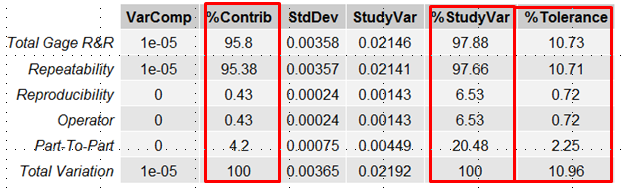 VarComp %Contrib StdDev StudyVar %StudyVar %Tolerance
Total Gage R&R 1e-05 95.8 0.00358 0.02146 97.88 10.73
Repeatability 1e-05 95.38 0.00357 0.02141 97.66 10.71
Reproducibility 0 0.43 0.00024 0.00143 6.53 0.72
Operator 0 0.43 0.00024 0.00143 6.53 0.72
Part-To-Part 0 4.2 0.00075 0.00449 20.48 2.25
Total Variation 1e-05 100 0.00365 0.02192 100 10.96